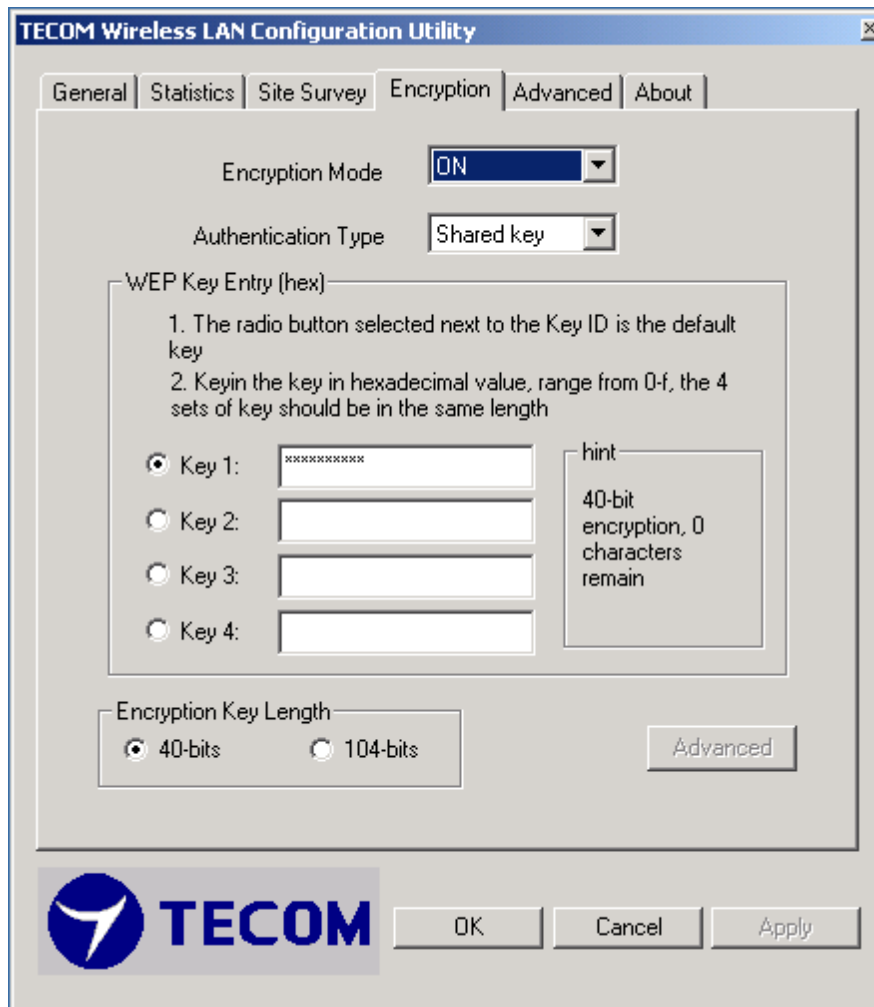 TECOM Wireless LAN Configuration Utility
General Statistics Site Survey Encryption Advanced About
Encryption Mode ON
Authentication Type Shared key
WEP Key Entry (hex)
1. The radio button selected next to the Key ID is the default
key
2. Keyin the key in hexadecimal value, range from 0-f, the 4
sets of key should be in the same length
Key 1: **********
Key 2:
Key 3:
Key 4:
hint
40-bit
encryption, 0
characters
remain
Encryption Key Length
40-bits 104-bits
Advanced
TECOM
OK Cancel Apply